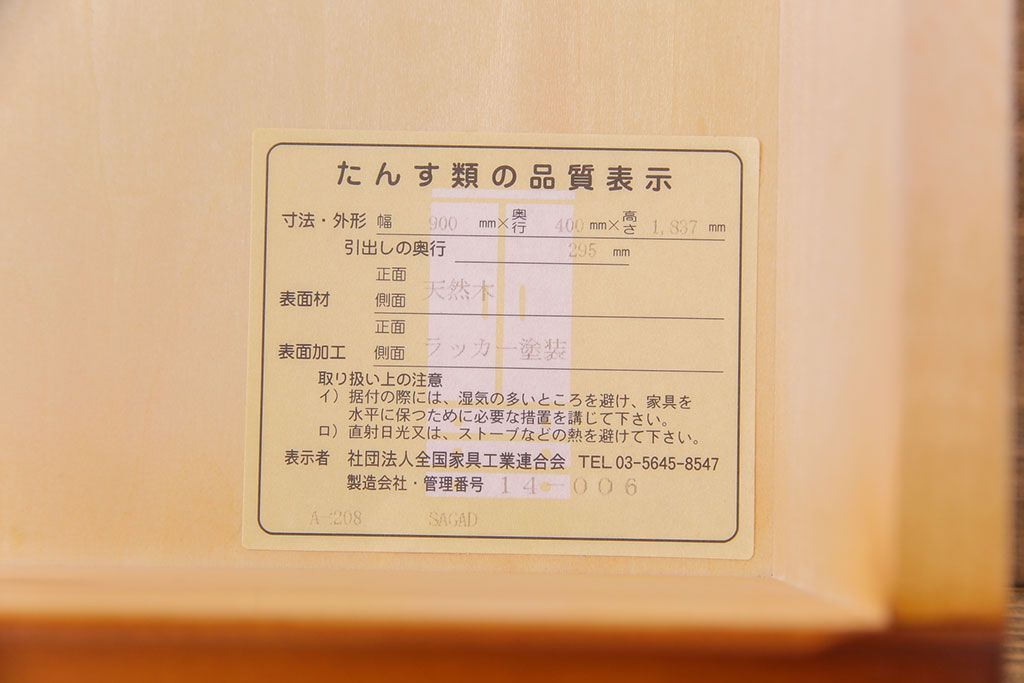 たんす類の品質表示
寸法・外形 幅 900 mm×奥行 400 mm×高さ 1,837 mm
引出しの奥行 295 mm
正面
表面材 側面 天然木
正面
表面加工 側面 ラッカー塗装
取り扱い上の注意
イ）据付の際には、湿気の多いところを避け、家具を
水平に保つために必要な措置を講じて下さい。
ロ）直射日光又は、ストーブなどの熱を避けて下さい。
表示者 社団法人全国家具工業連合会 TEL 03-5645-8547
製造会社・管理番号 14-006
A-208 SAGAD